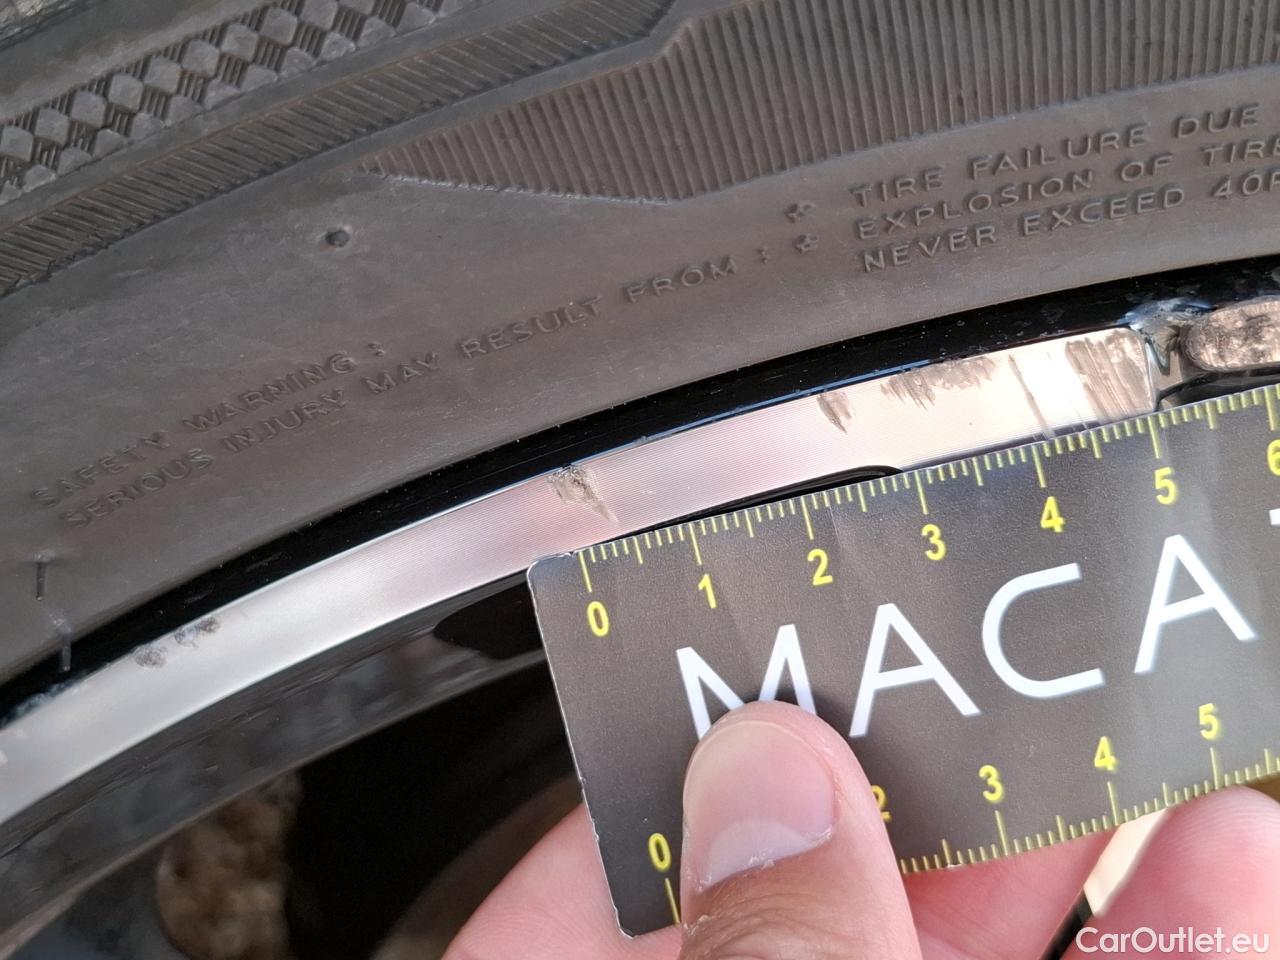 TIRE FAILURE DUE
EXPLOSION OF TIRE
NEVER EXCEED 40P
SAFETY WARNING :
SERIOUS INJURY MAY RESULT FROM :
0 1 2 3 4 5 6
MACA
0 2 3 4 5
CarOutlet.eu